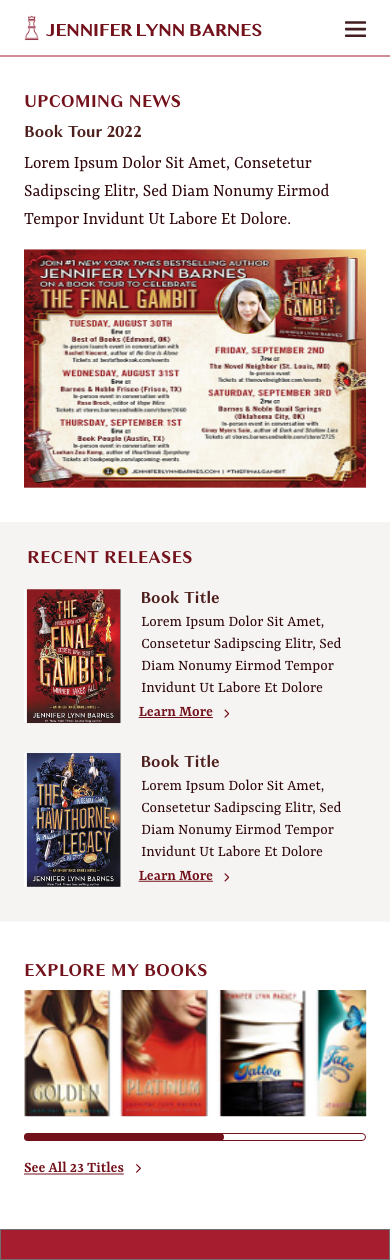 JENNIFER LYNN BARNES
UPCOMING NEWS
Book Tour 2022
Lorem Ipsum Dolor Sit Amet, Consetetur
Sadipscing Elitr, Sed Diam Nonumy Eirmod
Tempor Invidunt Ut Labore Et Dolore.
JOIN #1 NEW YORK TIMES BESTSELLING AUTHOR
JENNIFER LYNN BARNES
ON A BOOK TOUR TO CELEBRATE
THE FINAL GAMBIT
TUESDAY, AUGUST 30TH
6PM CT
Best of Books (Edmond, OK)
In-person launch event in conversation with
Rachel Vincent, author of No One Is Alone
Tickets at bestofbooksok.com/events
WEDNESDAY, AUGUST 31ST
6PM CT
Barnes & Noble Frisco (Frisco, TX)
In-person event in conversation with
Rose Brock, editor of Hope Wins
Tickets at stores.barnesandnoble.com/store/2060
THURSDAY, SEPTEMBER 1ST
6PM CT
Book People (Austin, TX)
In-person event in conversation with
Axie Oh, author of
Tickets at bookpeople.com/upcoming-events
FRIDAY, SEPTEMBER 2ND
7PM CT
The Novel Neighbor (St. Louis, MO)
In-person event
Tickets at thenovelneighbor.com/events
SATURDAY, SEPTEMBER 3RD
2PM CT
Barnes & Noble Quail Springs
(Oklahoma City, OK)
In-person event in conversation with
Ginny Myers Sain, author of Dark and Shallow Lies
Tickets at stores.barnesandnoble.com/store/2725
JENNIFERLYNNBARNES.COM | #THEFINALGAMBIT
THE
FINAL
GAMBIT
JENNIFER LYNN BARNES
RECENT RELEASES
THE
FINAL
GAMBIT
WINNER TAKES ALL
JENNIFER LYNN BARNES
Book Title
Lorem Ipsum Dolor Sit Amet,
Consetetur Sadipscing Elitr, Sed
Diam Nonumy Eirmod Tempor
Invidunt Ut Labore Et Dolore
Learn More
THE
HAWTHORNE
LEGACY
JENNIFER LYNN BARNES
Book Title
Lorem Ipsum Dolor Sit Amet,
Consetetur Sadipscing Elitr, Sed
Diam Nonumy Eirmod Tempor
Invidunt Ut Labore Et Dolore
Learn More
EXPLORE MY BOOKS
GOLDEN
PLATINUM
JENNIFER LYNN BARNES
Tattoo
Fate
See All 23 Titles